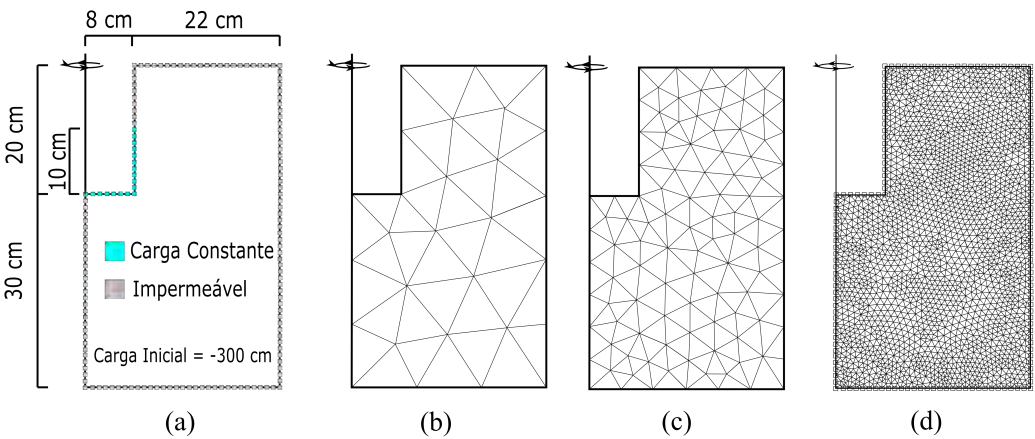 8 cm
22 cm
20 cm
10 cm
30 cm
Carga Constante
Impermeável
Carga Inicial = -300 cm
(a)
(b)
(c)
(d)